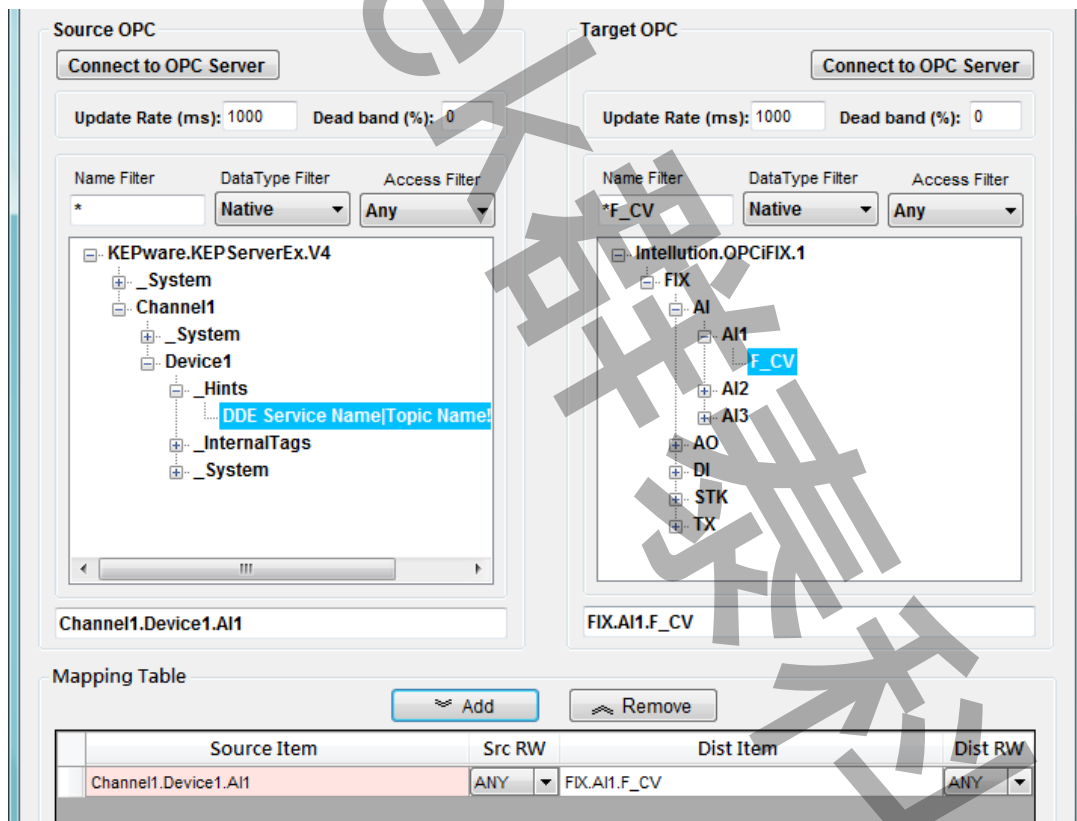 Source OPC
Connect to OPC Server
Update Rate (ms): 1000 Dead band (%): 0
Name Filter DataType Filter Access Filter
* Native Any
KEPware.KEPServerEx.V4
_System
Channel1
_System
Device1
_Hints
DDE Service Name|Topic Name!
_InternalTags
_System
Channel1.Device1.AI1
Target OPC
Connect to OPC Server
Update Rate (ms): 1000 Dead band (%): 0
Name Filter DataType Filter Access Filter
*F_CV Native Any
Intellution.OPCiFIX.1
FIX
AI
AI1
F_CV
AI2
AI3
AO
DI
STK
TX
FIX.AI1.F_CV
Mapping Table
Add Remove
Source Item Src RW Dist Item Dist RW
Channel1.Device1.AI1 ANY FIX.AI1.F_CV ANY